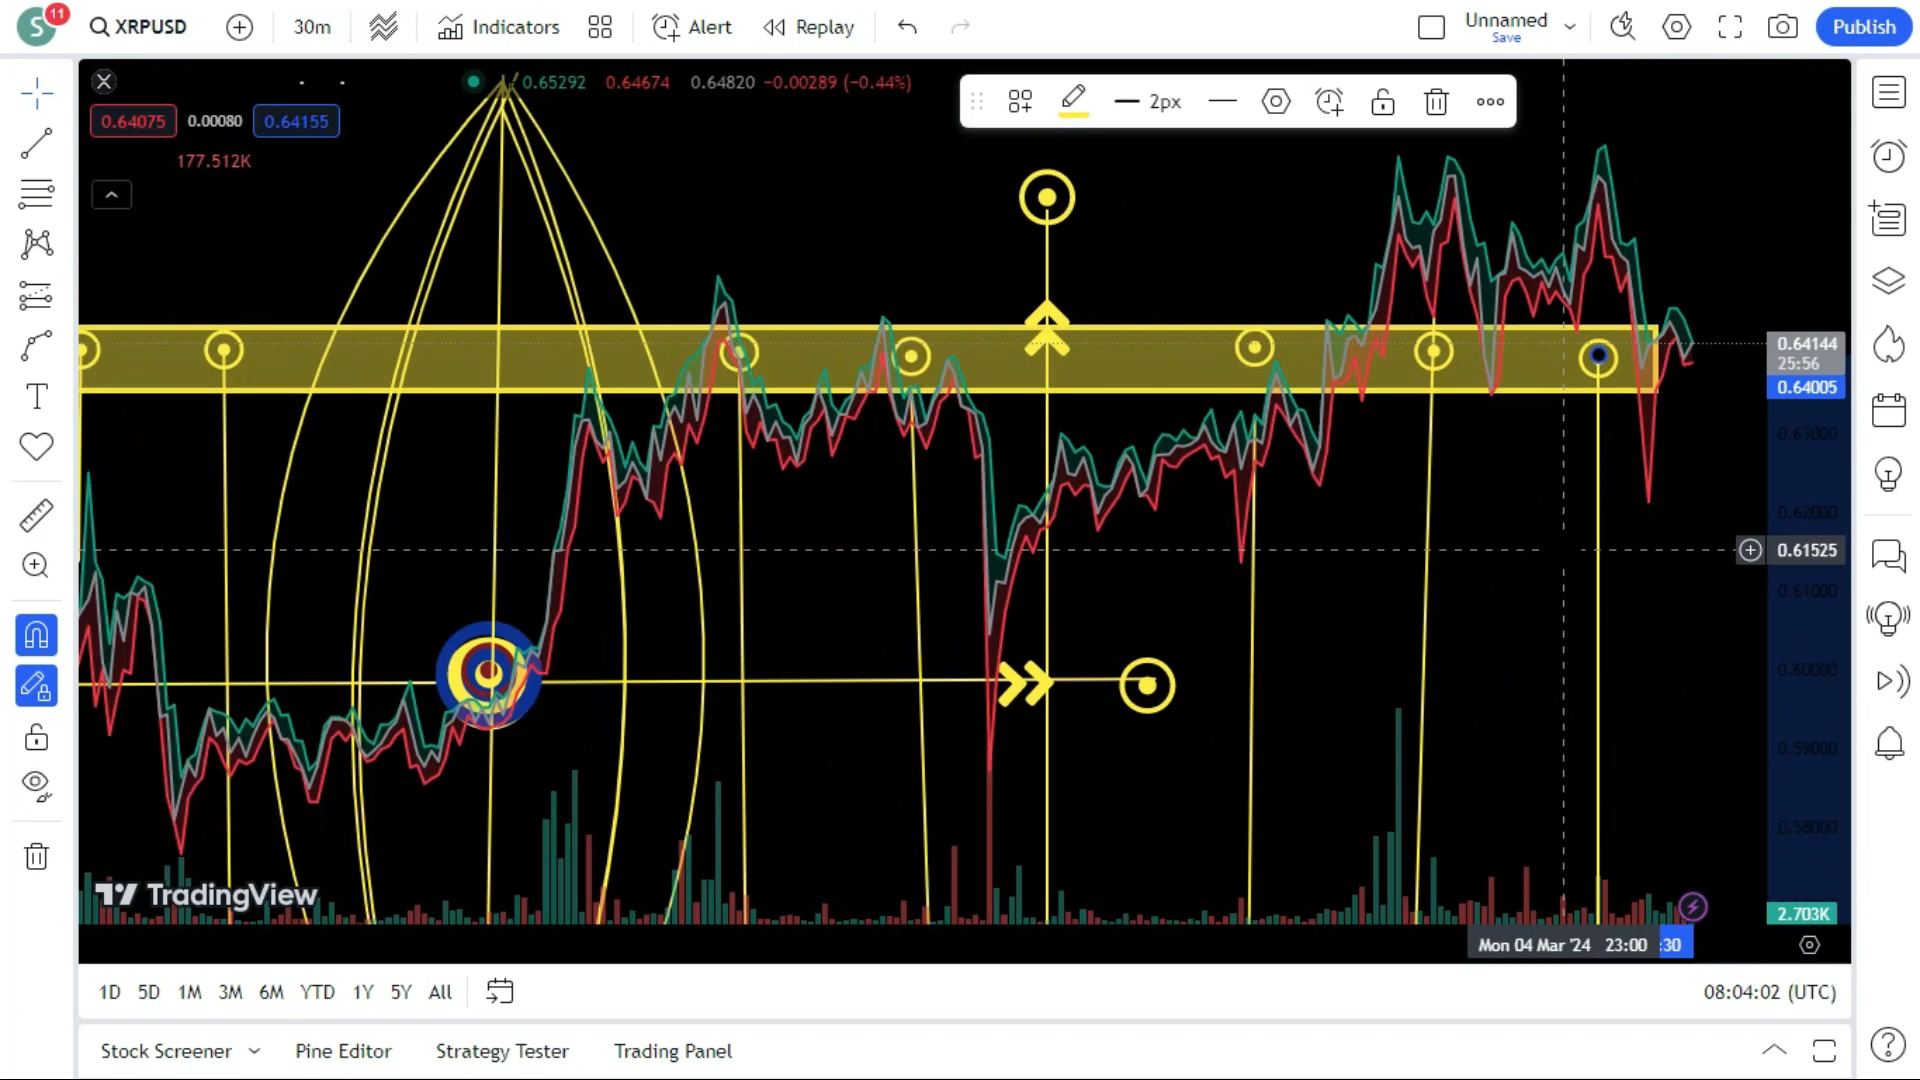 S 11 XRPUSD 30m Indicators Alert Replay Unnamed Save Publish
0.65292 0.64674 0.64820 −0.00289 (−0.44%)
0.64075 0.00080 0.64155
177.512K
2px
0.64144
25:56
0.64005
0.63000
0.62000
0.61525
0.61000
0.60000
0.59000
0.58000
TradingView
2.703K
Mon 04 Mar '24 23:00 :30
1D 5D 1M 3M 6M YTD 1Y 5Y All 08:04:02 (UTC)
Stock Screener Pine Editor Strategy Tester Trading Panel